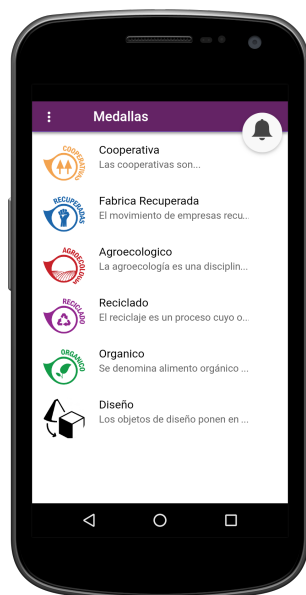 Medallas
COOPERATIVAS
Cooperativa
Las cooperativas son...
RECUPERADAS
Fabrica Recuperada
El movimiento de empresas recu...
AGROECOLOGIA
Agroecologico
La agroecología es una disciplin...
RECICLADO
Reciclado
El reciclaje es un proceso cuyo o...
ORGANICO
Organico
Se denomina alimento orgánico ...
Diseño
Los objetos de diseño ponen en ...